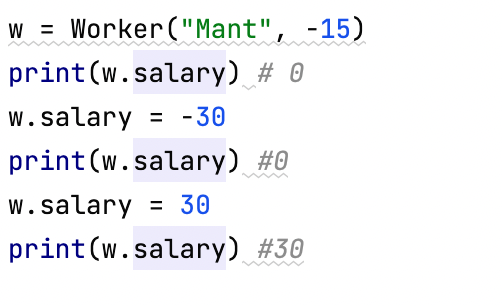 w = Worker("Mant", -15)
print(w.salary) # 0
w.salary = -30
print(w.salary) #0
w.salary = 30
print(w.salary) #30